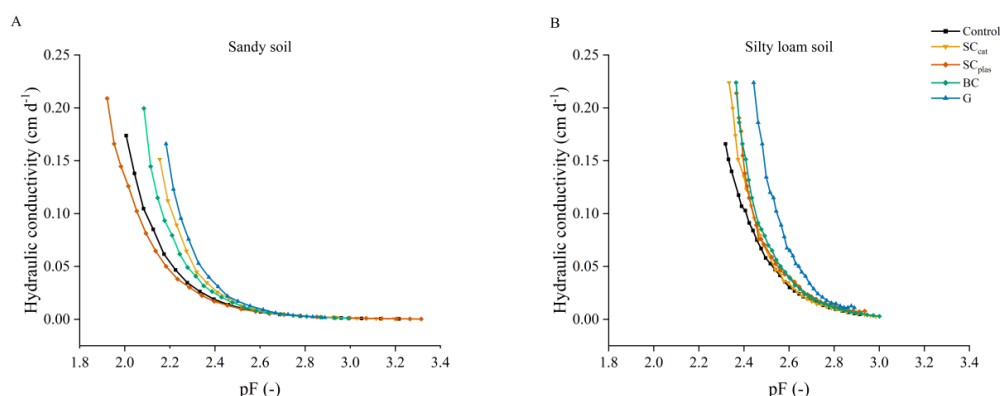 A
Sandy soil
Hydraulic conductivity (cm d⁻¹)
0.25
0.20
0.15
0.10
0.05
0.00
1.8 2.0 2.2 2.4 2.6 2.8 3.0 3.2 3.4
pF (-)
B
Silty loam soil
Hydraulic conductivity (cm d⁻¹)
0.25
0.20
0.15
0.10
0.05
0.00
1.8 2.0 2.2 2.4 2.6 2.8 3.0 3.2
pF (-)
Control
SCcat
SCplas
BC
G